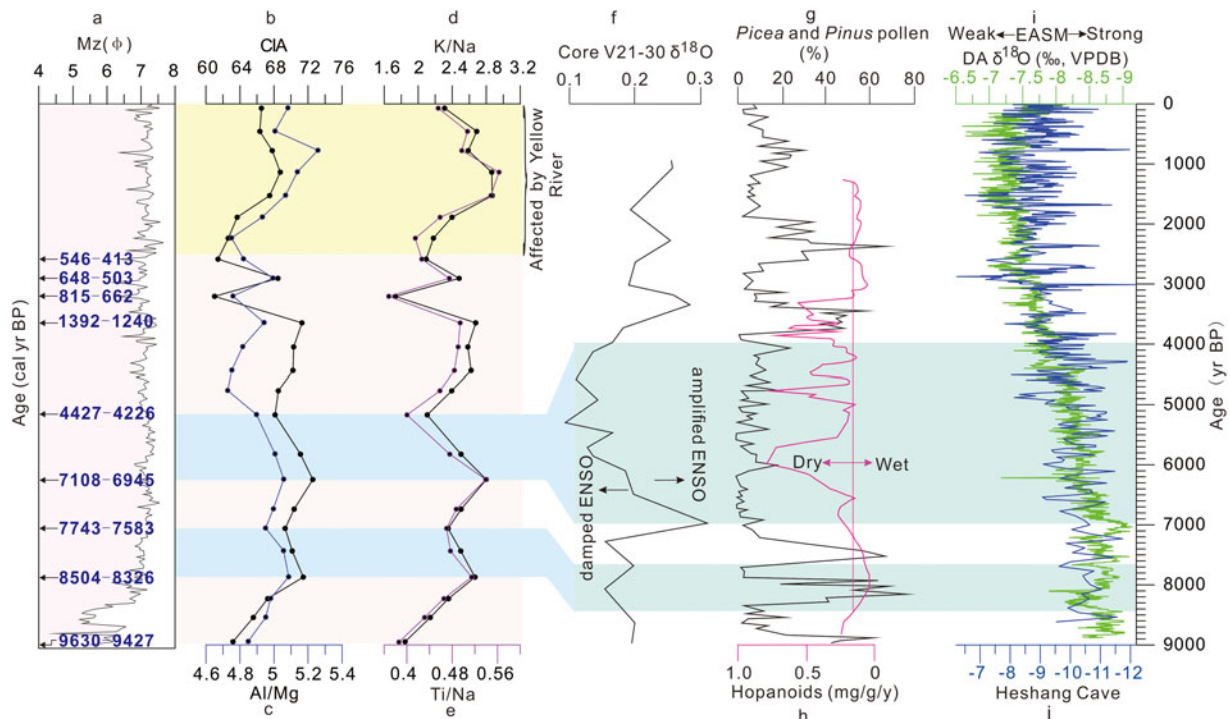 a
b
d
f
g
i
Mz(ϕ)
CIA
K/Na
Core V21-30 δ¹⁸O
Picea and Pinus pollen
(%)
Weak←EASM→Strong
DA δ¹⁸O (‰, VPDB)
4 5 6 7 8
60 64 68 72 76
1.6 2 2.4 2.8 3.2
0.1 0.2 0.3
0 20 40 60 80
-6.5 -7 -7.5 -8 -8.5 -9
Age (cal yr BP)
546-413
648-503
815-662
1392-1240
4427-4226
7108-6945
7743-7583
8504-8326
9630-9427
Affected by Yellow
River
damped ENSO
amplified ENSO
Dry
Wet
0
1000
2000
3000
4000
5000
6000
7000
8000
9000
Age (yr BP)
4.6 4.8 5 5.2 5.4
Al/Mg
c
0.4 0.48 0.56
Ti/Na
e
1.0 0.5 0
Hopanoids (mg/g/y)
h
-7 -8 -9 -10 -11 -12
Heshang Cave
j